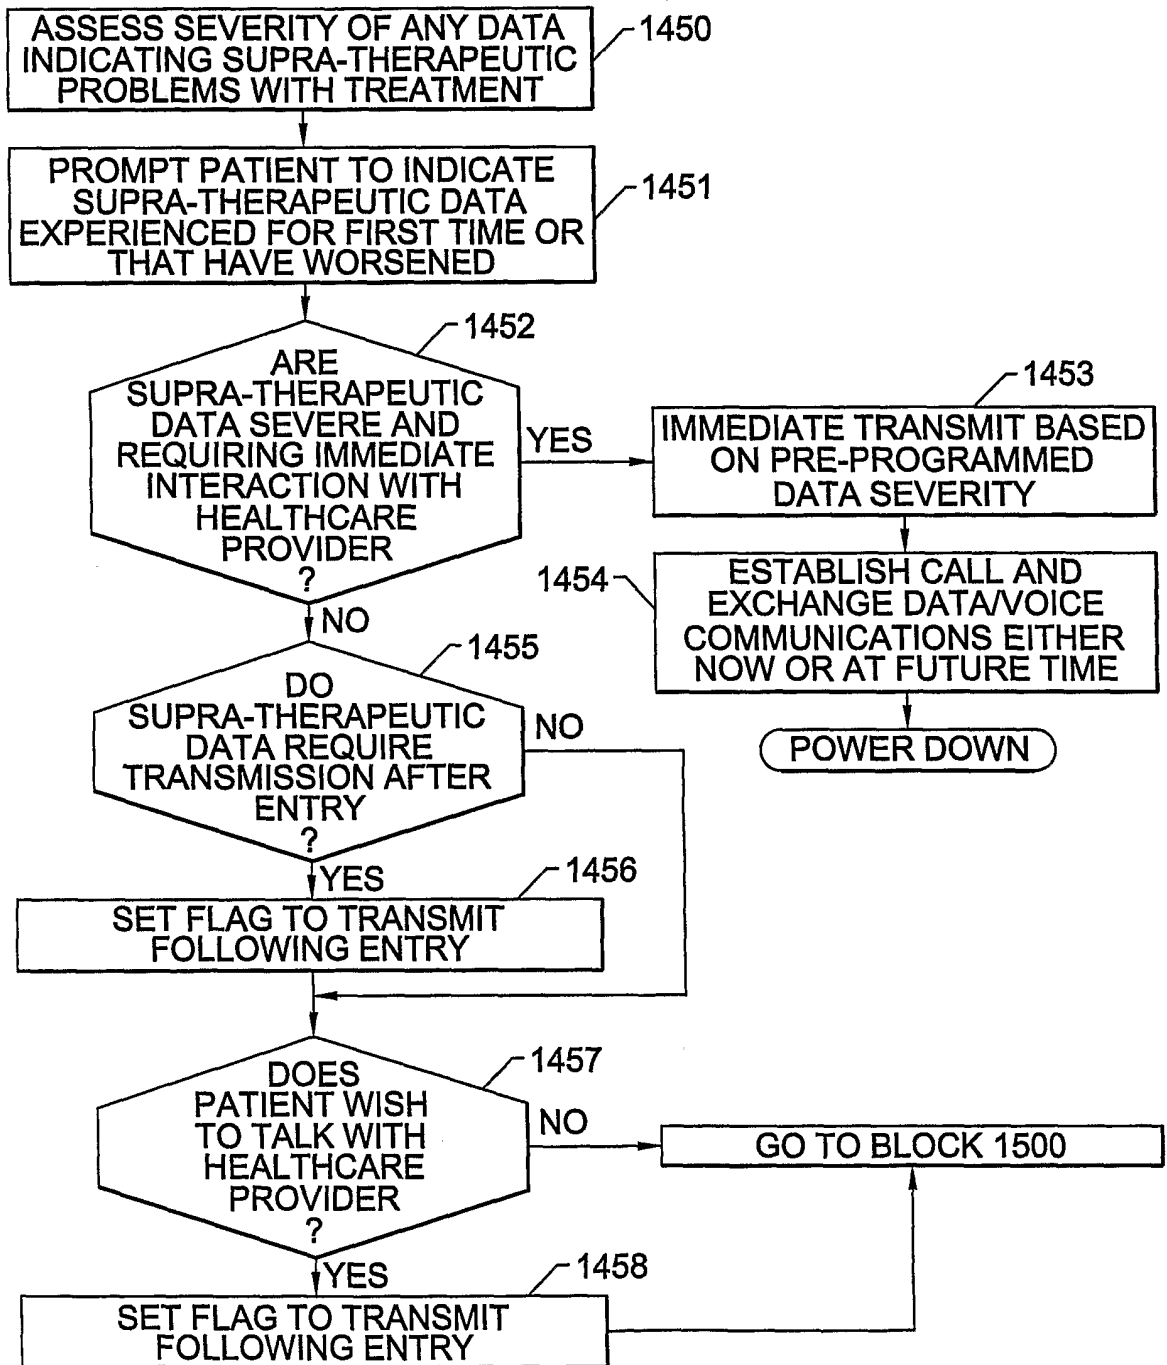 ASSESS SEVERITY OF ANY DATA
INDICATING SUPRA-THERAPEUTIC
PROBLEMS WITH TREATMENT
1450
PROMPT PATIENT TO INDICATE
SUPRA-THERAPEUTIC DATA
EXPERIENCED FOR FIRST TIME OR
THAT HAVE WORSENED
1451
1452
ARE
SUPRA-THERAPEUTIC
DATA SEVERE AND
REQUIRING IMMEDIATE
INTERACTION WITH
HEALTHCARE
PROVIDER
?
YES
NO
1453
IMMEDIATE TRANSMIT BASED
ON PRE-PROGRAMMED
DATA SEVERITY
1454
ESTABLISH CALL AND
EXCHANGE DATA/VOICE
COMMUNICATIONS EITHER
NOW OR AT FUTURE TIME
POWER DOWN
1455
DO
SUPRA-THERAPEUTIC
DATA REQUIRE
TRANSMISSION AFTER
ENTRY
?
NO
YES
1456
SET FLAG TO TRANSMIT
FOLLOWING ENTRY
1457
DOES
PATIENT WISH
TO TALK WITH
HEALTHCARE
PROVIDER
?
NO
GO TO BLOCK 1500
YES
1458
SET FLAG TO TRANSMIT
FOLLOWING ENTRY